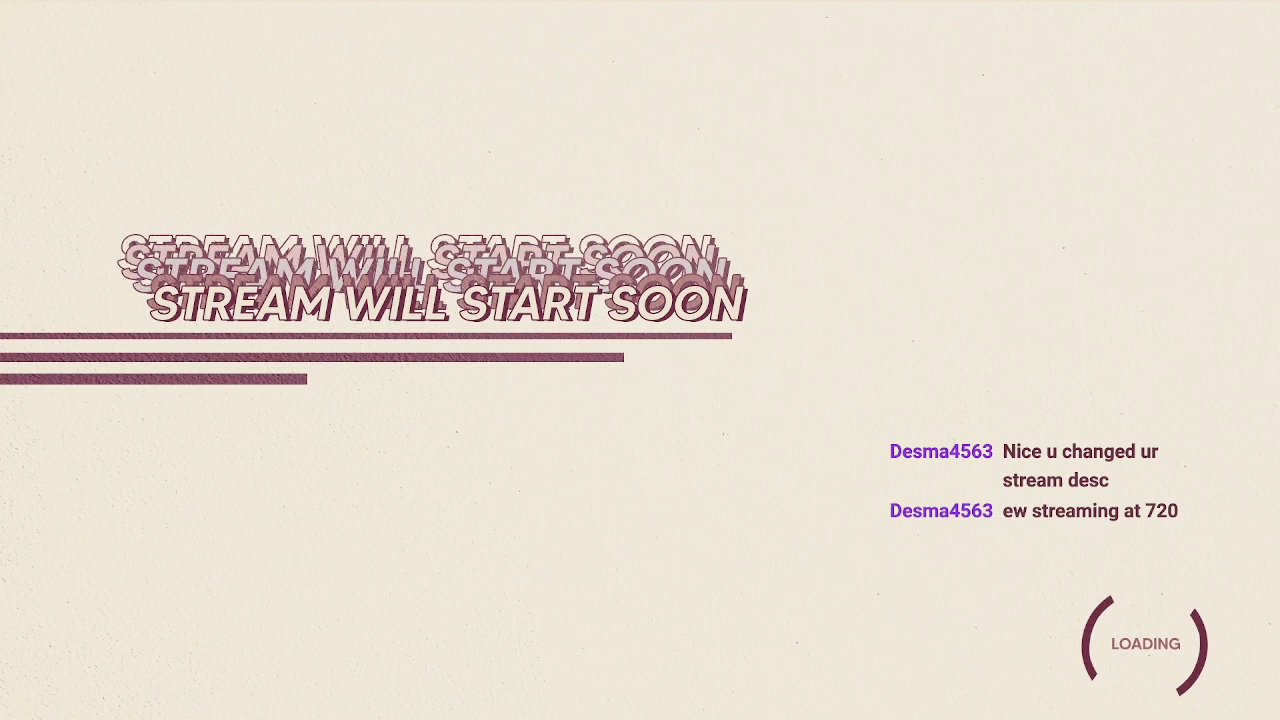 STREAM WILL START SOON
STREAM WILL START SOON
STREAM WILL START SOON
Desma4563 Nice u changed ur
stream desc
Desma4563 ew streaming at 720
LOADING